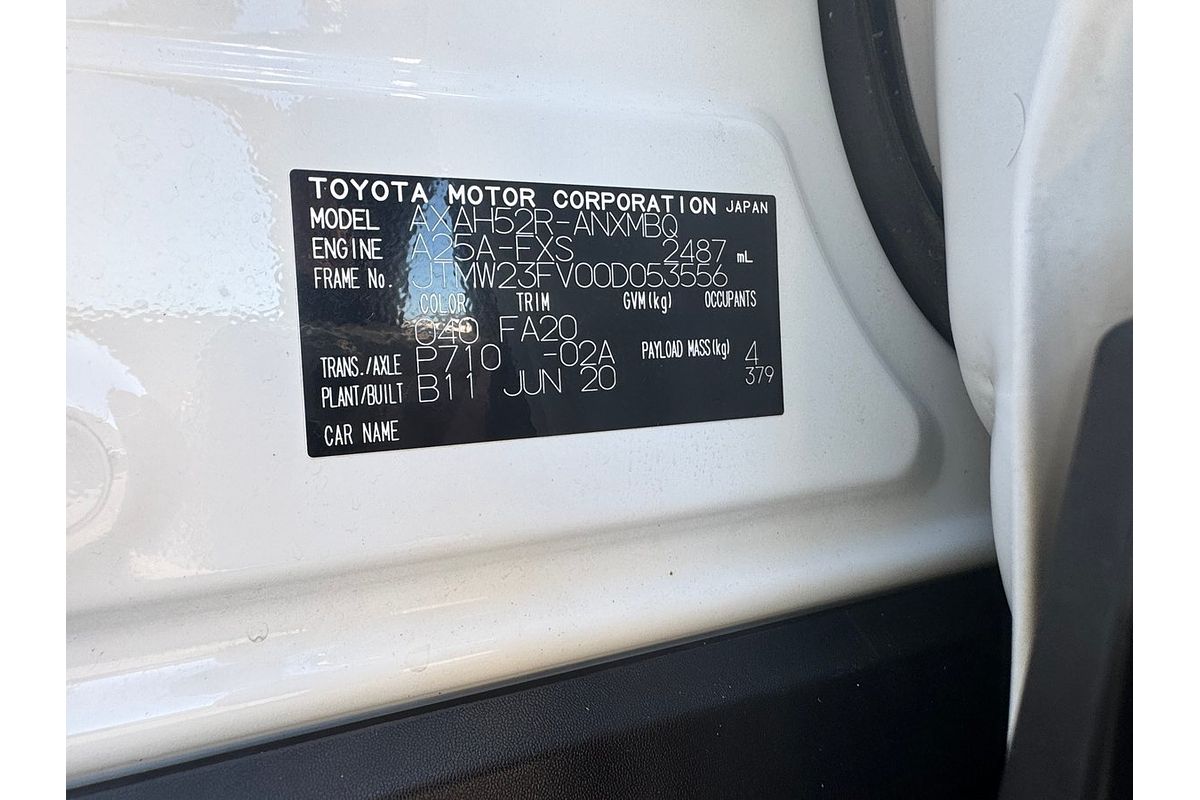 TOYOTA MOTOR CORPORATION JAPAN
MODEL AXAH52R-ANXMBQ
ENGINE A25A-FXS 2487 mL
FRAME No. JTMW23FV00D053556
COLOR TRIM GVM(kg) OCCUPANTS
040 FA20
TRANS./AXLE P710 -02A PAYLOAD MASS(kg) 4
PLANT/BUILT B11 JUN 20 379
CAR NAME